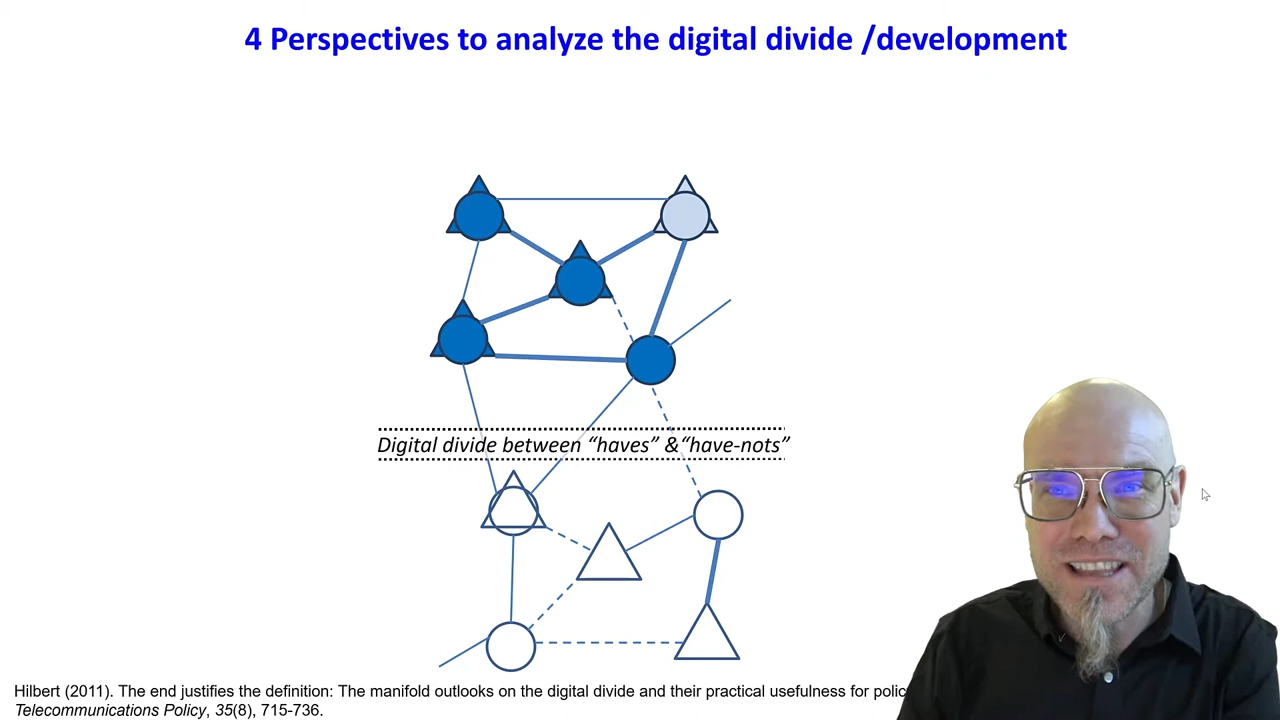 4 Perspectives to analyze the digital divide /development
Digital divide between “haves” &“have-nots”
Hilbert (2011). The end justifies the definition: The manifold outlooks on the digital divide and their practical usefulness for
Telecommunications Policy, 35(8), 715-736.